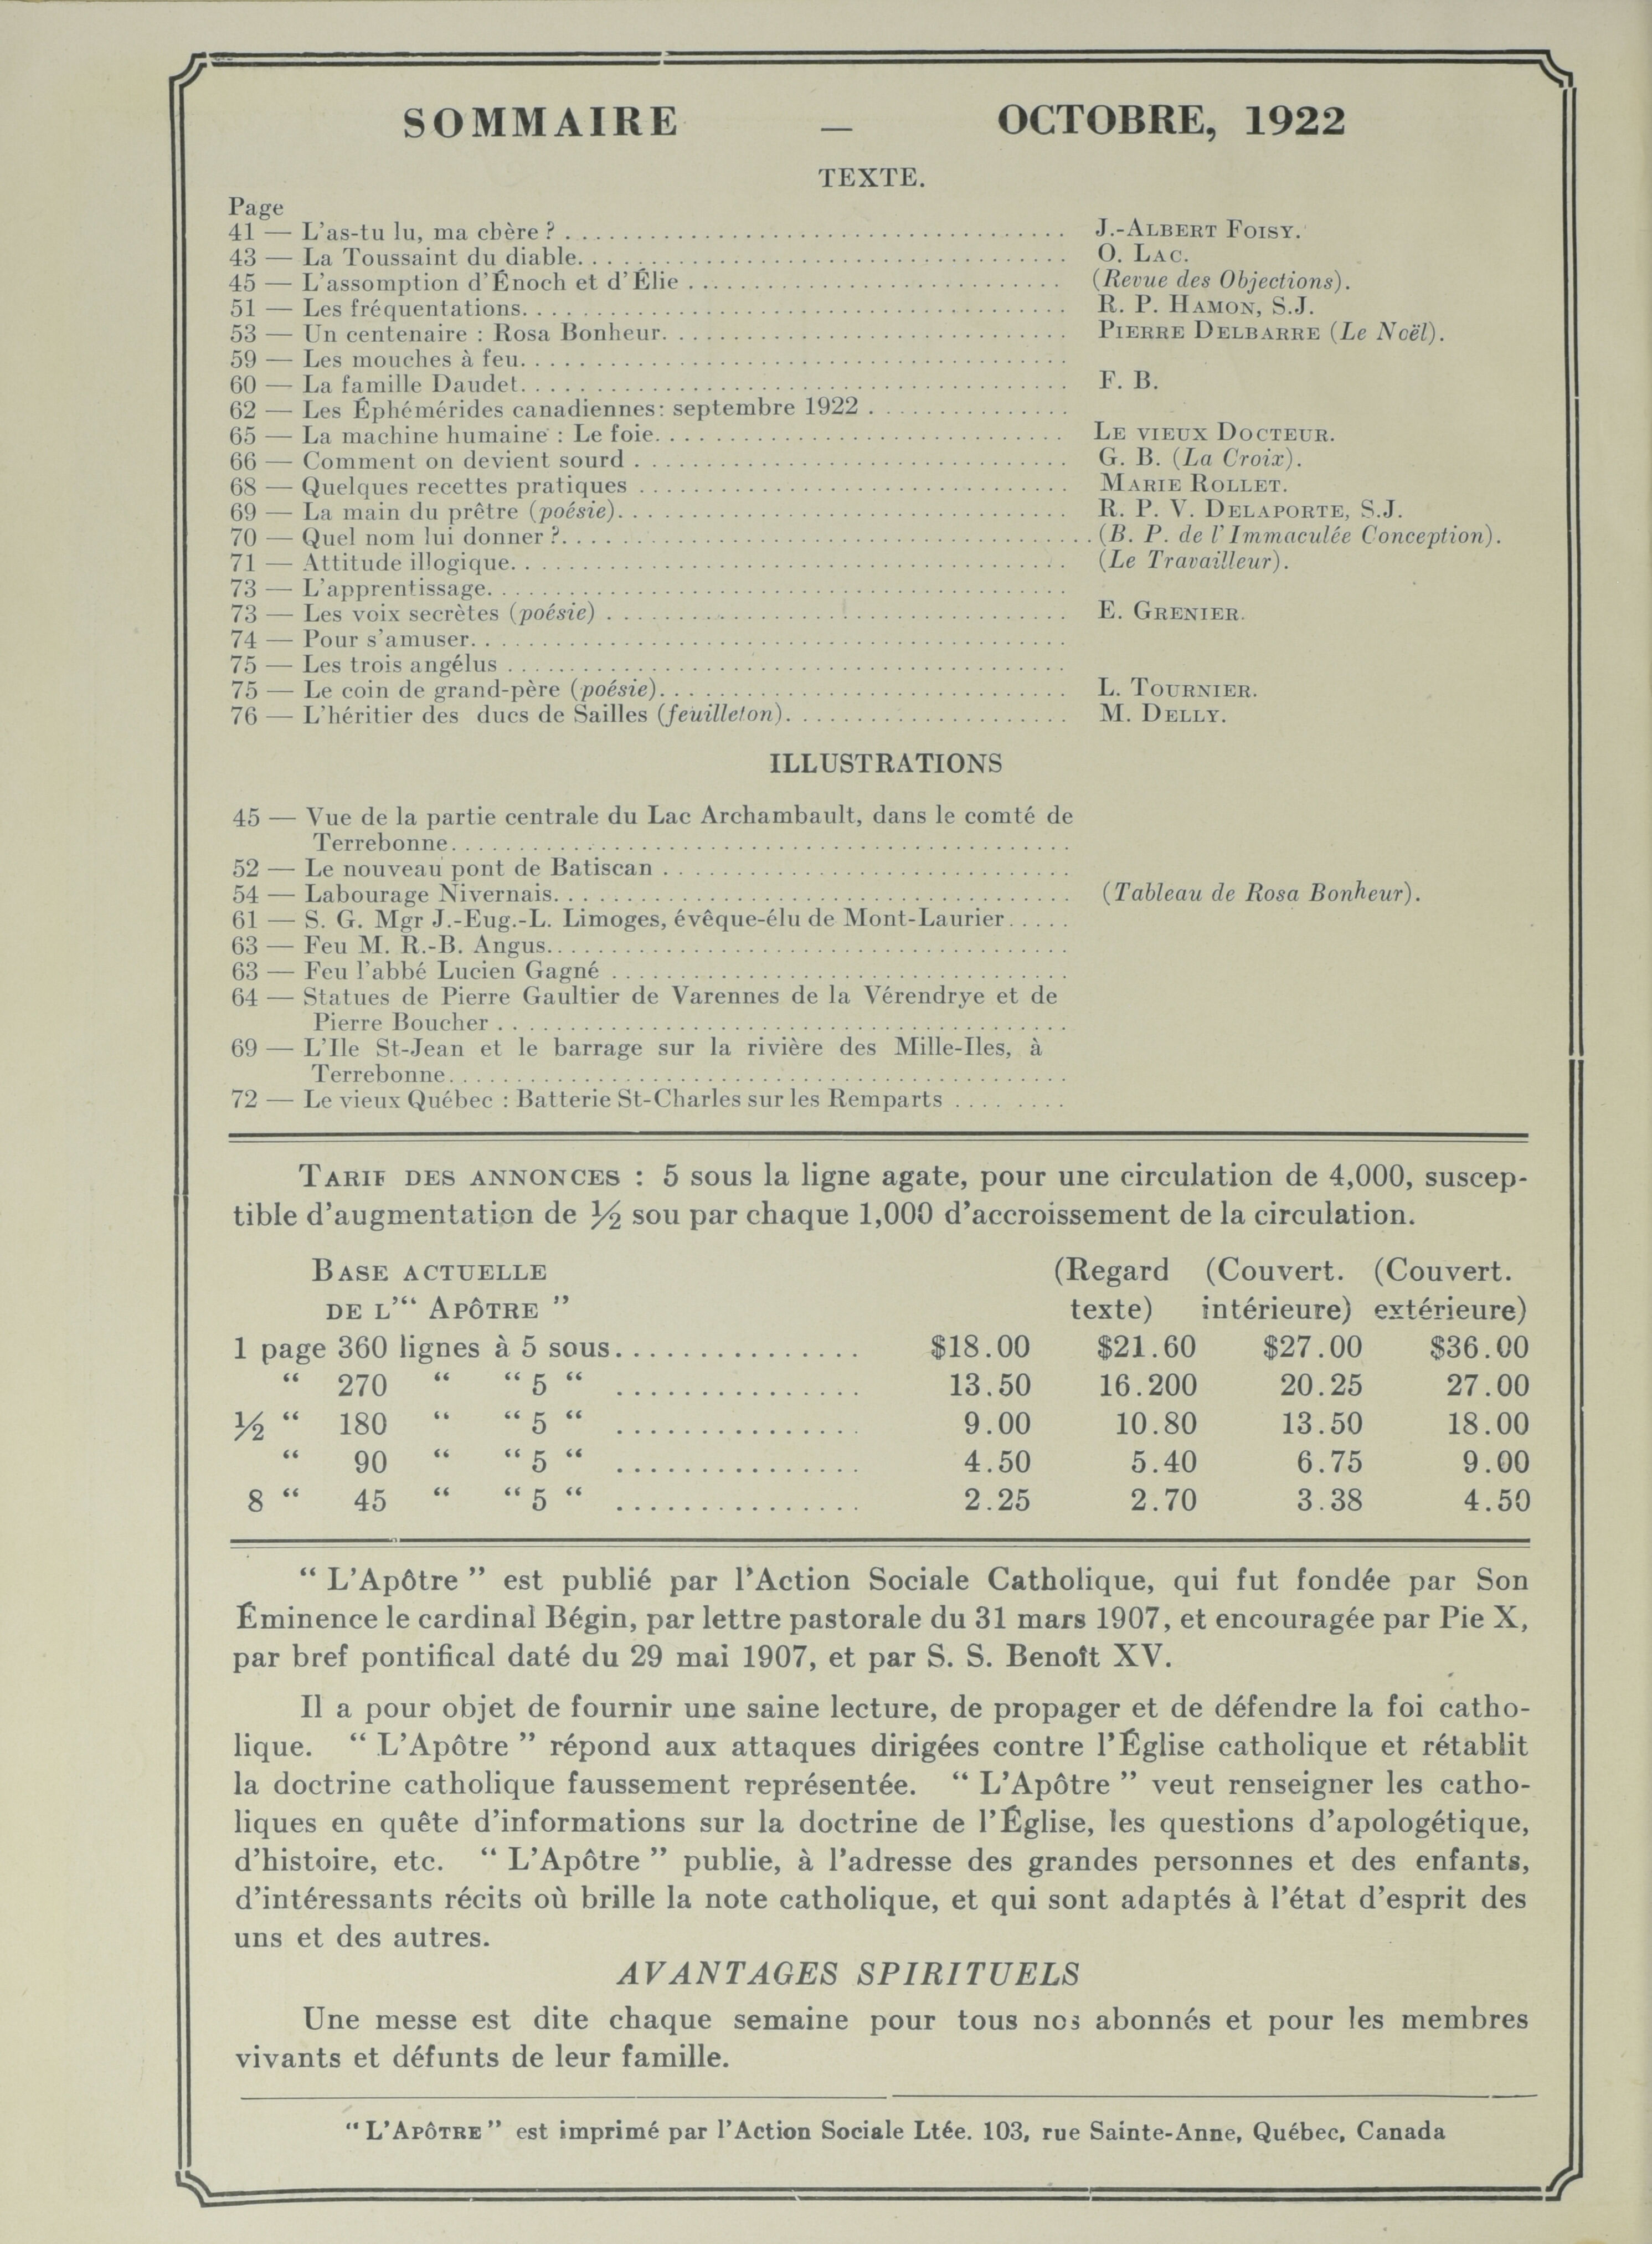 SOMMAIRE — OCTOBRE, 1922
TEXTE.
Page
41 — L'as-tu lu, ma chère ? . . . . . . . . . . J.-ALBERT FOISY.
43 — La Toussaint du diable. . . . . . . . . . O. LAC.
45 — L'assomption d'Énoch et d'Élie . . . . . . . . . . (Revue des Objections).
51 — Les fréquentations. . . . . . . . . . R. P. HAMON, S.J.
53 — Un centenaire : Rosa Bonheur. . . . . . . . . . PIERRE DELBARRE (Le Noël).
59 — Les mouches à feu. . . . . . . . . .
60 — La famille Daudet. . . . . . . . . . F. B.
62 — Les Éphémérides canadiennes: septembre 1922 . . . . . . . . . .
65 — La machine humaine : Le foie. . . . . . . . . . LE VIEUX DOCTEUR.
66 — Comment on devient sourd . . . . . . . . . . G. B. (La Croix).
68 — Quelques recettes pratiques . . . . . . . . . . MARIE ROLLET.
69 — La main du prêtre (poésie). . . . . . . . . . R. P. V. DELAPORTE, S.J.
70 — Quel nom lui donner ?. . . . . . . . . . (B. P. de l'Immaculée Conception).
71 — Attitude illogique. . . . . . . . . . (Le Travailleur).
73 — L'apprentissage. . . . . . . . . .
73 — Les voix secrètes (poésie) . . . . . . . . . . E. GRENIER.
74 — Pour s'amuser. . . . . . . . . .
75 — Les trois angélus . . . . . . . . . .
75 — Le coin de grand-père (poésie). . . . . . . . . . L. TOURNIER.
76 — L'héritier des ducs de Sailles (feuilleton). . . . . . . . . . M. DELLY.
ILLUSTRATIONS
45 — Vue de la partie centrale du Lac Archambault, dans le comté de
Terrebonne. . . . . . . . . .
52 — Le nouveau pont de Batiscan . . . . . . . . . .
54 — Labourage Nivernais. . . . . . . . . . (Tableau de Rosa Bonheur).
61 — S. G. Mgr J.-Eug.-L. Limoges, évêque-élu de Mont-Laurier. . . . .
63 — Feu M. R.-B. Angus. . . . . . . . . .
63 — Feu l'abbé Lucien Gagné . . . . . . . . . .
64 — Statues de Pierre Gaultier de Varennes de la Vérendrye et de
Pierre Boucher . . . . . . . . . .
69 — L'Ile St-Jean et le barrage sur la rivière des Mille-Iles, à
Terrebonne. . . . . . . . . .
72 — Le vieux Québec : Batterie St-Charles sur les Remparts . . . . . . . .
TARIF DES ANNONCES : 5 sous la ligne agate, pour une circulation de 4,000, suscep-
tible d'augmentation de ½ sou par chaque 1,000 d'accroissement de la circulation.
BASE ACTUELLE (Regard (Couvert. (Couvert.
DE L'“ APÔTRE ” texte) intérieure) extérieure)
1 page 360 lignes à 5 sous. . . . . . . . . . $18.00 $21.60 $27.00 $36.00
“ 270 “ “ 5 “ . . . . . . . . . . 13.50 16.200 20.25 27.00
½ “ 180 “ “ 5 “ . . . . . . . . . . 9.00 10.80 13.50 18.00
“ 90 “ “ 5 “ . . . . . . . . . . 4.50 5.40 6.75 9.00
8 “ 45 “ “ 5 “ . . . . . . . . . . 2.25 2.70 3.38 4.50
“ L'Apôtre ” est publié par l'Action Sociale Catholique, qui fut fondée par Son
Éminence le cardinal Bégin, par lettre pastorale du 31 mars 1907, et encouragée par Pie X,
par bref pontifical daté du 29 mai 1907, et par S. S. Benoît XV.
Il a pour objet de fournir une saine lecture, de propager et de défendre la foi catho-
lique. “ L'Apôtre ” répond aux attaques dirigées contre l'Église catholique et rétablit
la doctrine catholique faussement représentée. “ L'Apôtre ” veut renseigner les catho-
liques en quête d'informations sur la doctrine de l'Église, les questions d'apologétique,
d'histoire, etc. “ L'Apôtre ” publie, à l'adresse des grandes personnes et des enfants,
d'intéressants récits où brille la note catholique, et qui sont adaptés à l'état d'esprit des
uns et des autres.
AVANTAGES SPIRITUELS
Une messe est dite chaque semaine pour tous nos abonnés et pour les membres
vivants et défunts de leur famille.
“ L'APÔTRE ” est imprimé par l'Action Sociale Ltée. 103, rue Sainte-Anne, Québec, Canada